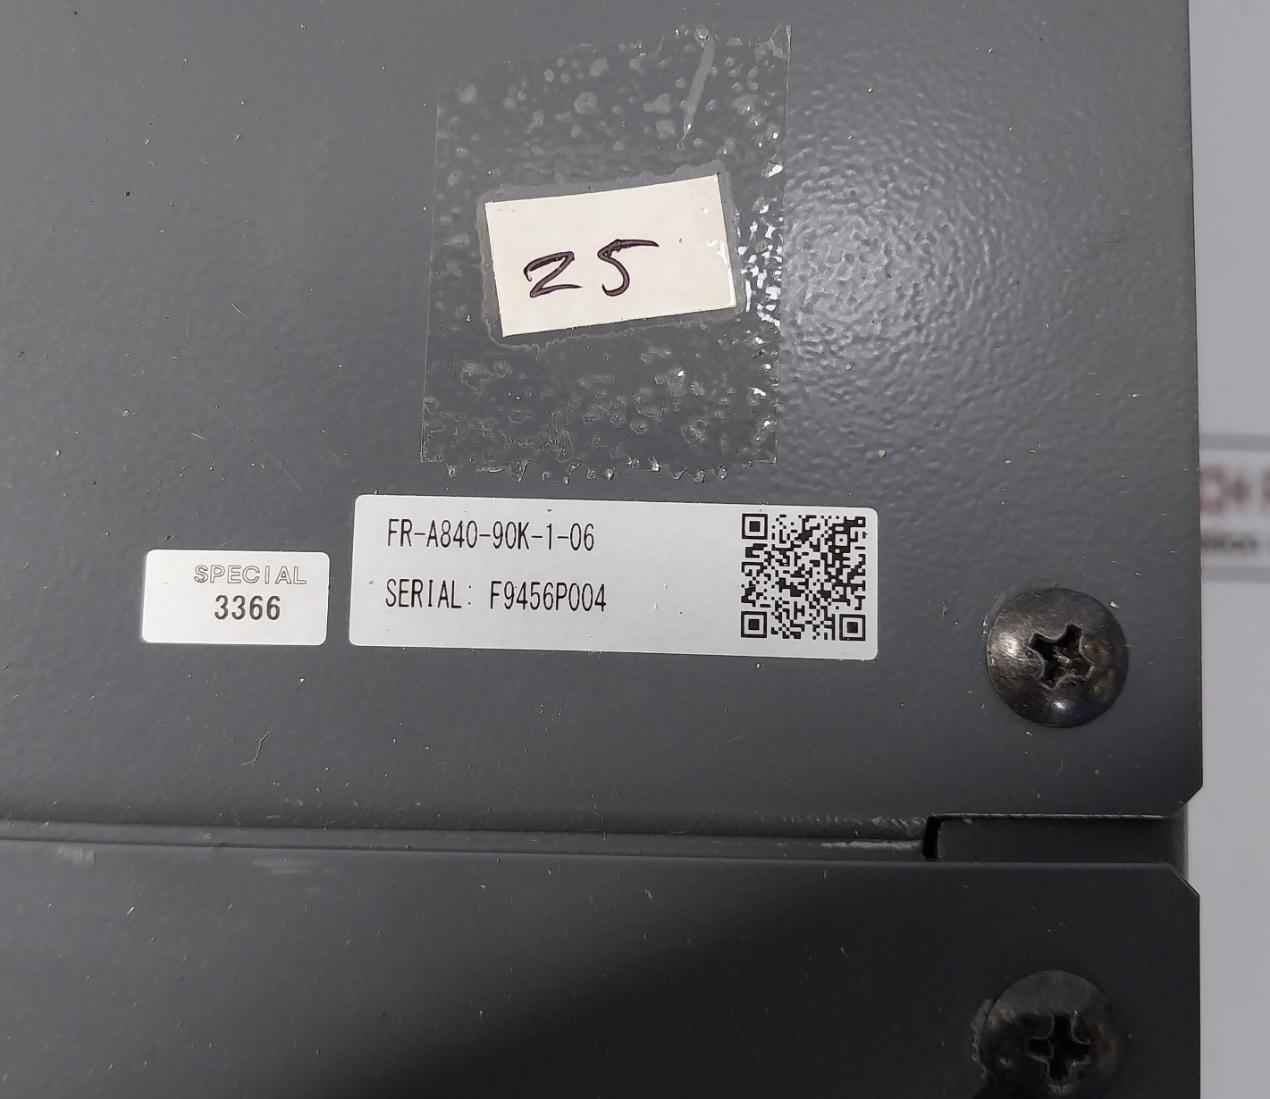 25
FR-A840-90K-1-06
SERIAL: F9456P004
SPECIAL
3366